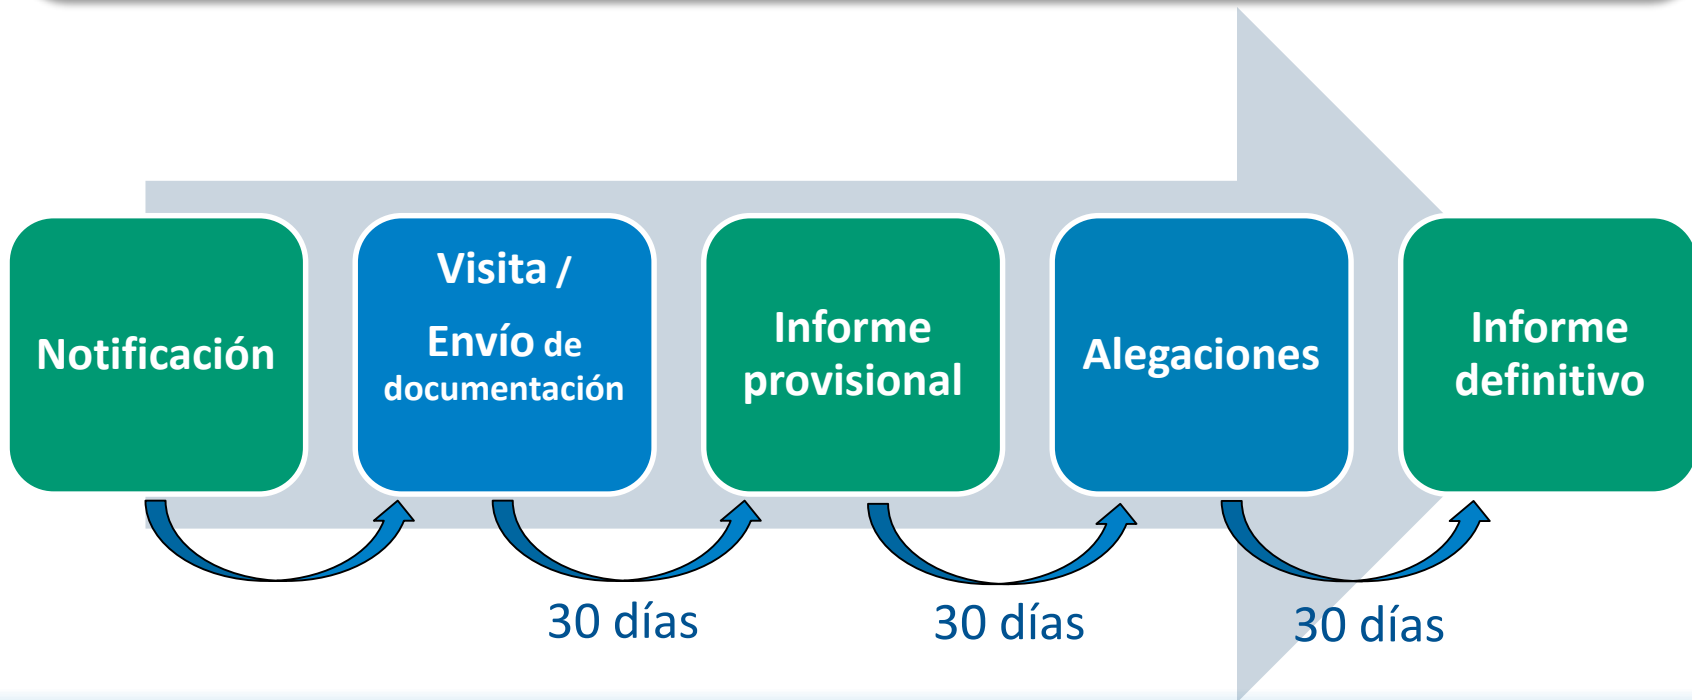 Notificación
Visita /
Envío de
documentación
Informe
provisional
Alegaciones
Informe
definitivo
30 días
30 días
30 días